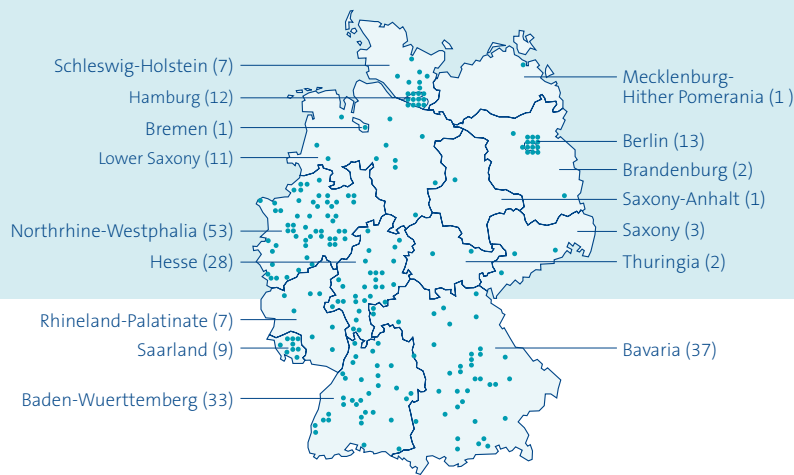 Schleswig-Holstein (7)
Hamburg (12)
Bremen (1)
Lower Saxony (11)
Northrhine-Westphalia (53)
Hesse (28)
Rhineland-Palatinate (7)
Saarland (9)
Baden-Wuerttemberg (33)
Mecklenburg-
Hither Pomerania (1 )
Berlin (13)
Brandenburg (2)
Saxony-Anhalt (1)
Saxony (3)
Thuringia (2)
Bavaria (37)